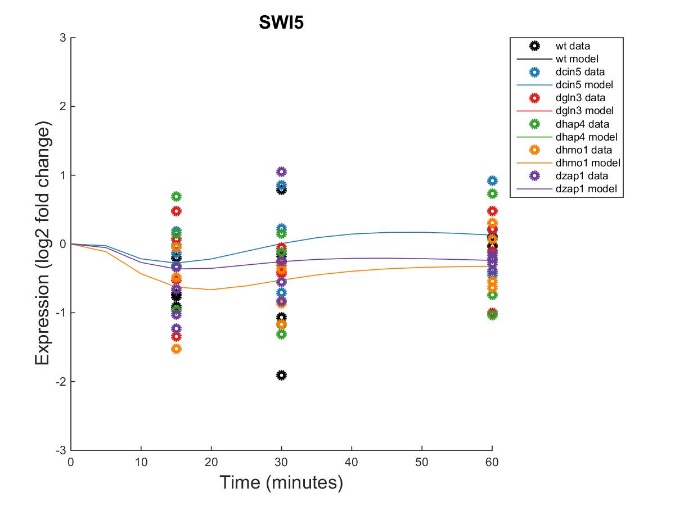 SWI5
Expression (log2 fold change)
3
2
1
0
-1
-2
-3
0 10 20 30 40 50 60
Time (minutes)
wt data
wt model
dcin5 data
dcin5 model
dgln3 data
dgln3 model
dhap4 data
dhap4 model
dhmo1 data
dhmo1 model
dzap1 data
dzap1 model